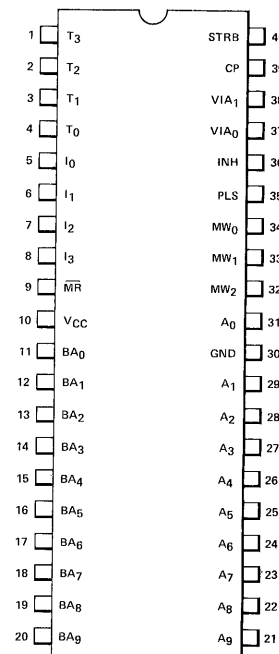 1 T3 STRB 4
2 T2 CP 39
3 T1 VIA1 38
4 T0 VIA0 37
5 I0 INH 36
6 I1 PLS 35
7 I2 MW0 34
8 I3 MW1 33
9 MR MW2 32
10 VCC A0 31
11 BA0 GND 30
12 BA1 A1 29
13 BA2 A2 28
14 BA3 A3 27
15 BA4 A4 26
16 BA5 A5 25
17 BA6 A6 24
18 BA7 A7 23
19 BA8 A8 22
20 BA9 A9 21